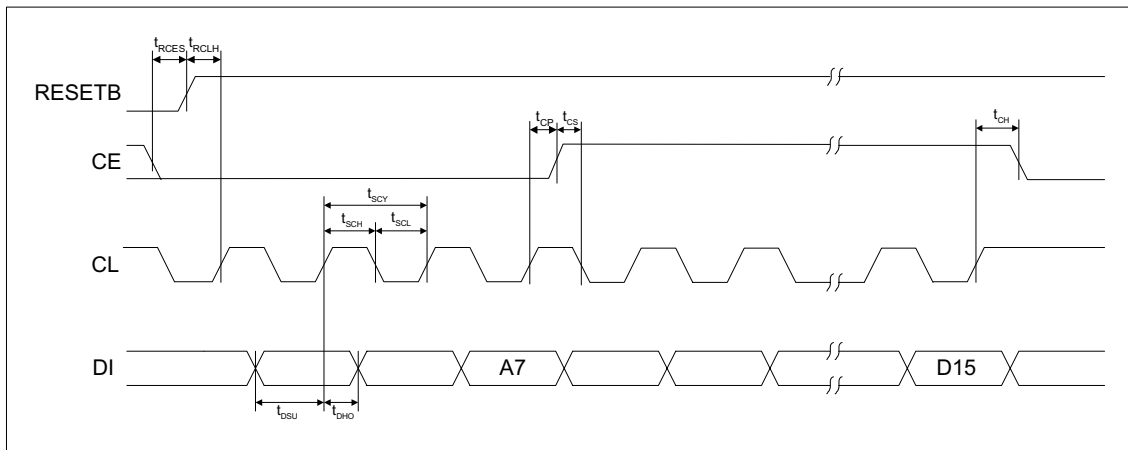 tRCES tRCLH
RESETB
tCP tCS
tCH
CE
tSCY
tSCH tSCL
CL
DI
A7
D15
tDSU tDHO